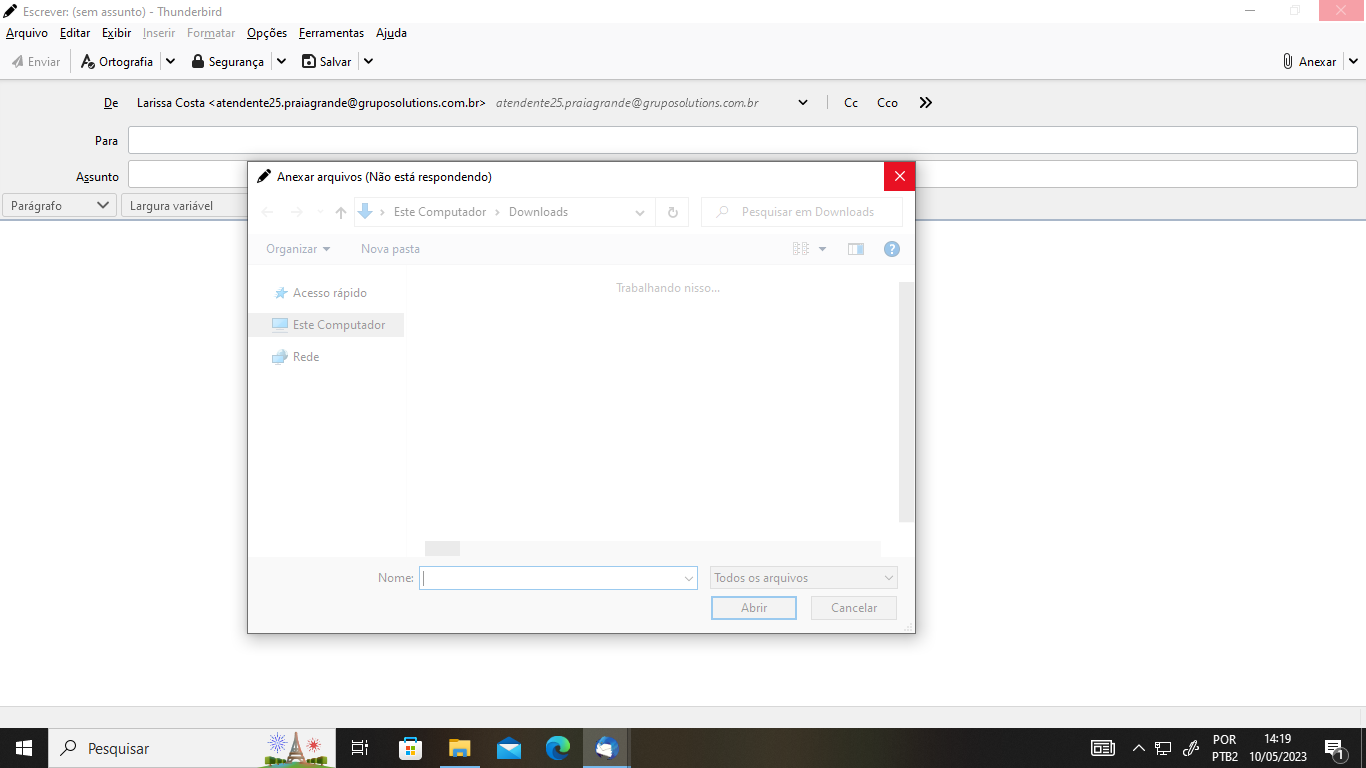 Escrever: (sem assunto) - Thunderbird
Arquivo Editar Exibir Inserir Formatar Opções Ferramentas Ajuda
Enviar Ortografia Segurança Salvar Anexar
De Larissa Costa <atendente25.praiagrande@gruposolutions.com.br> atendente25.praiagrande@gruposolutions.com.br Cc Cco
Para
Assunto
Parágrafo Largura variável
Anexar arquivos (Não está respondendo)
Este Computador Downloads Pesquisar em Downloads
Organizar Nova pasta
Acesso rápido
Este Computador
Rede
Trabalhando nisso...
Nome: Todos os arquivos
Abrir Cancelar
Pesquisar
POR
PTB2
14:19
10/05/2023
1